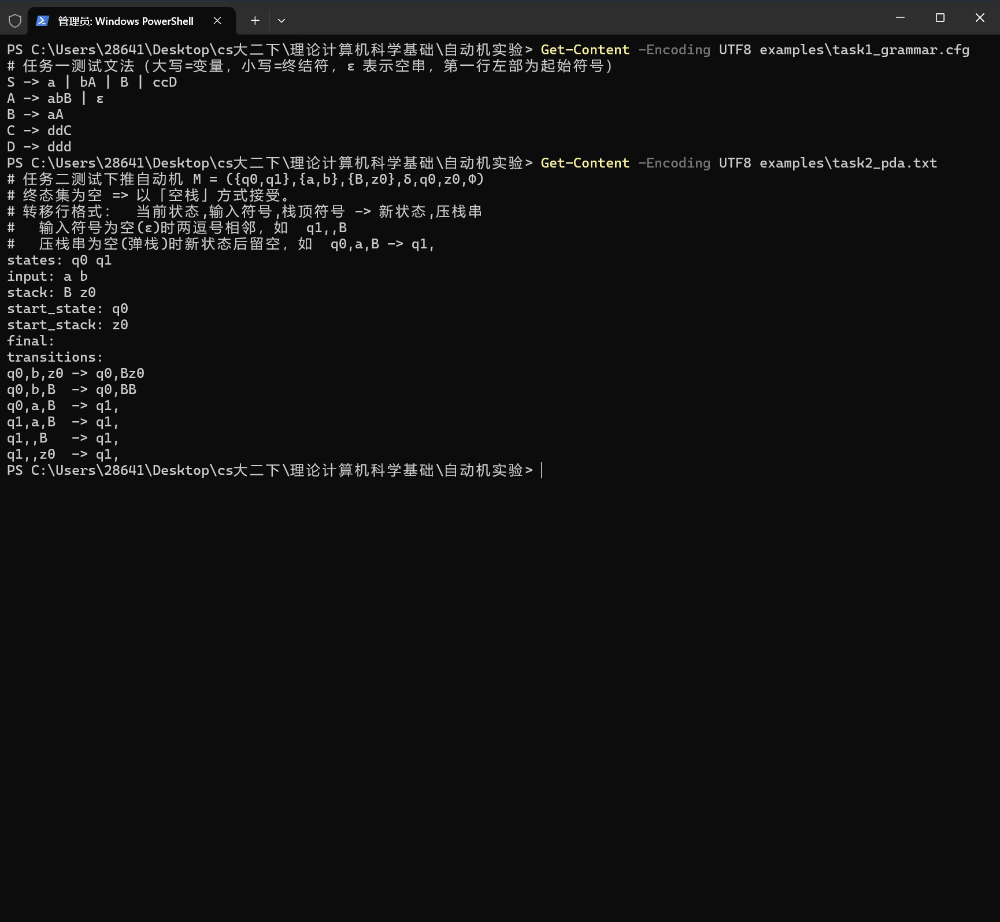 管理员: Windows PowerShell
PS C:\Users\28641\Desktop\cs大二下\理论计算机科学基础\自动机实验> Get-Content -Encoding UTF8 examples\task1_grammar.cfg
# 任务一测试文法（大写=变量，小写=终结符，ε 表示空串，第一行左部为起始符号）
S -> a | bA | B | ccD
A -> abB | ε
B -> aA
C -> ddC
D -> ddd
PS C:\Users\28641\Desktop\cs大二下\理论计算机科学基础\自动机实验> Get-Content -Encoding UTF8 examples\task2_pda.txt
# 任务二测试下推自动机 M = ({q0,q1},{a,b},{B,z0},δ,q0,z0,Φ)
# 终态集为空 => 以「空栈」方式接受。
# 转移行格式：  当前状态,输入符号,栈顶符号 -> 新状态,压栈串
#   输入符号为空(ε)时两逗号相邻，如  q1,,B
#   压栈串为空(弹栈)时新状态后留空，如  q0,a,B -> q1,
states: q0 q1
input: a b
stack: B z0
start_state: q0
start_stack: z0
final:
transitions:
q0,b,z0 -> q0,Bz0
q0,b,B  -> q0,BB
q0,a,B  -> q1,
q1,a,B  -> q1,
q1,,B   -> q1,
q1,,z0  -> q1,
PS C:\Users\28641\Desktop\cs大二下\理论计算机科学基础\自动机实验>